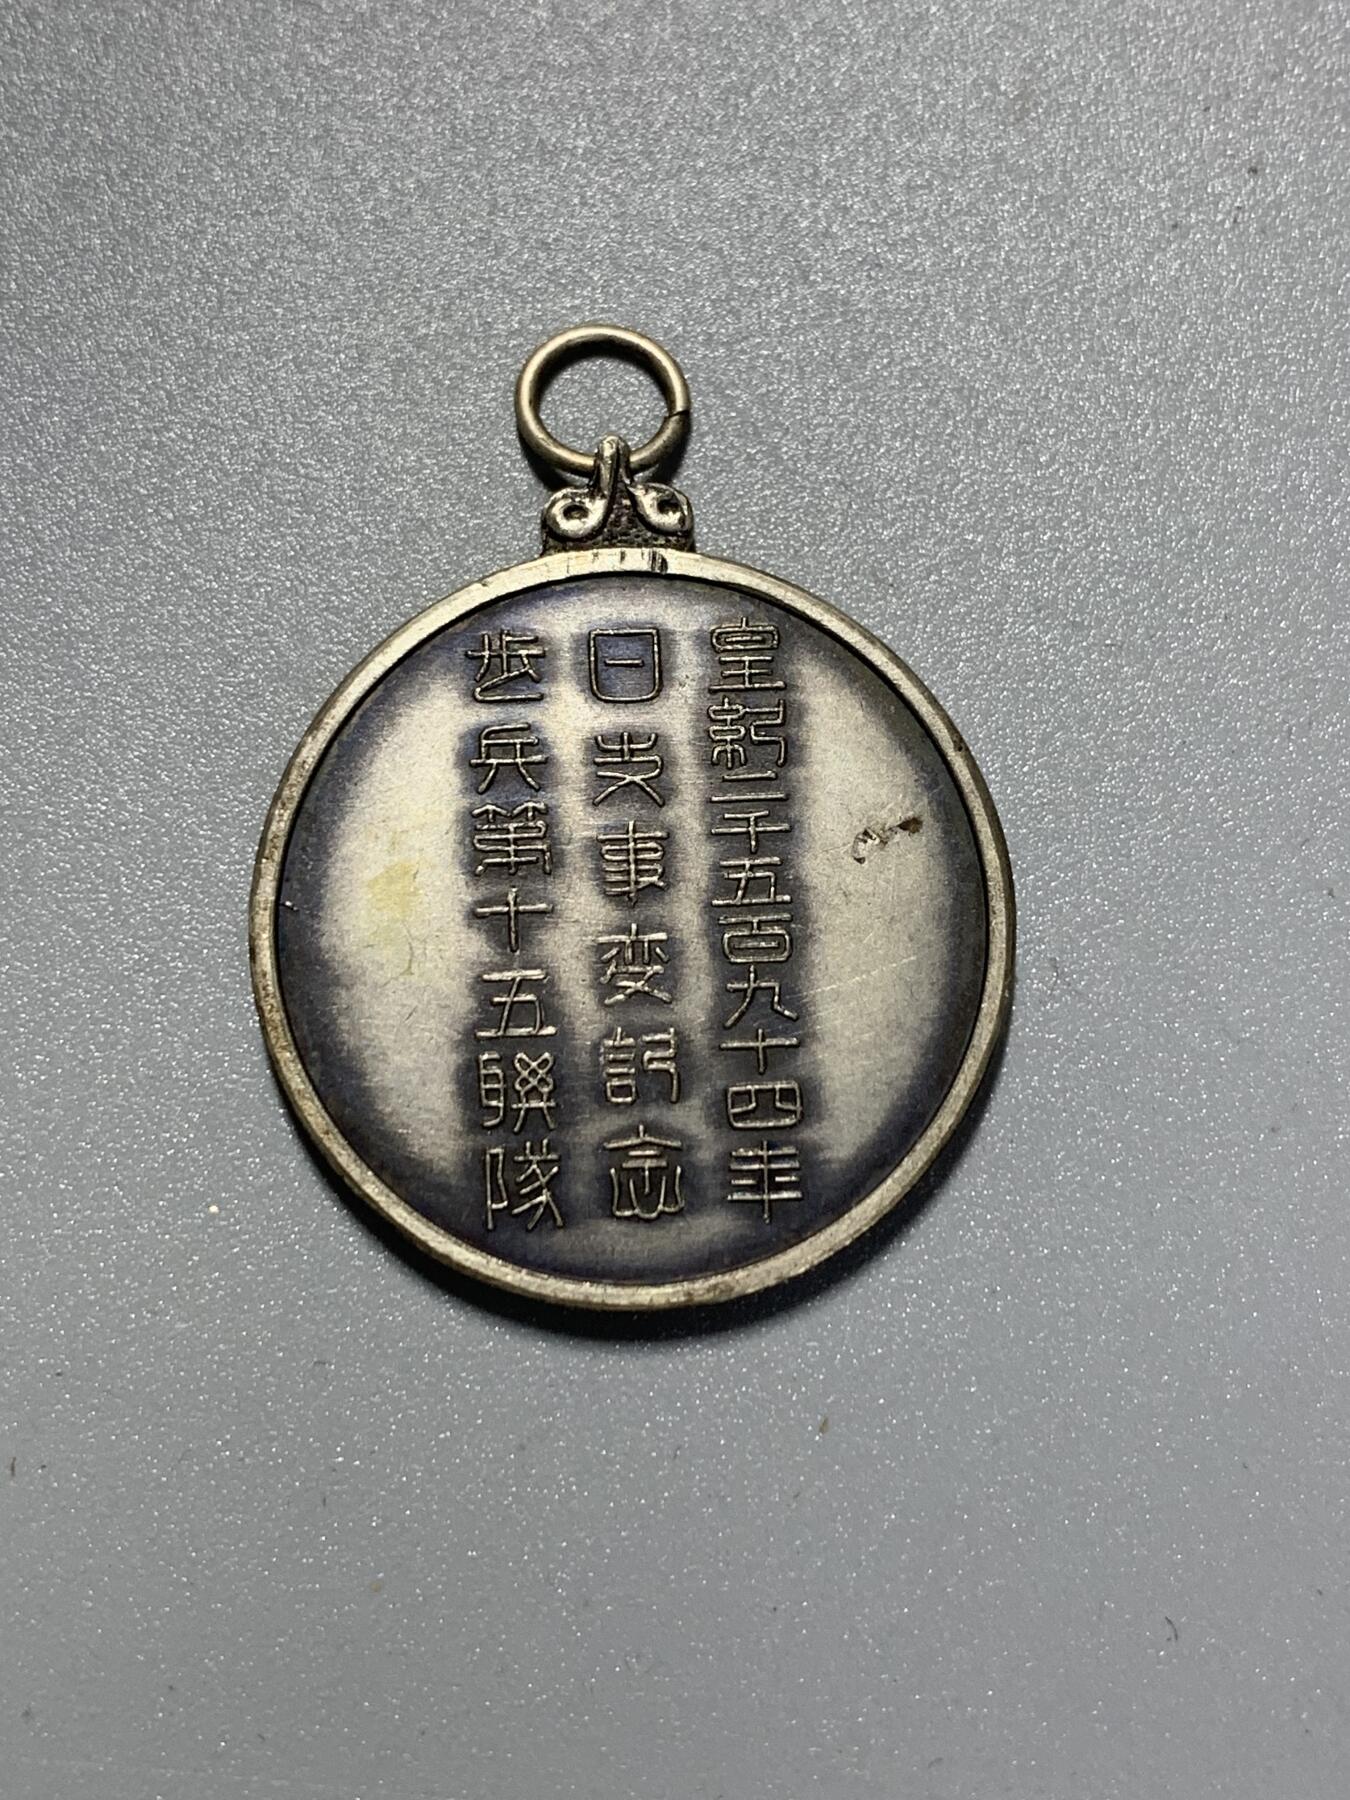 皇紀二千五百九十四年
日支事変記念
歩兵第十五聯隊